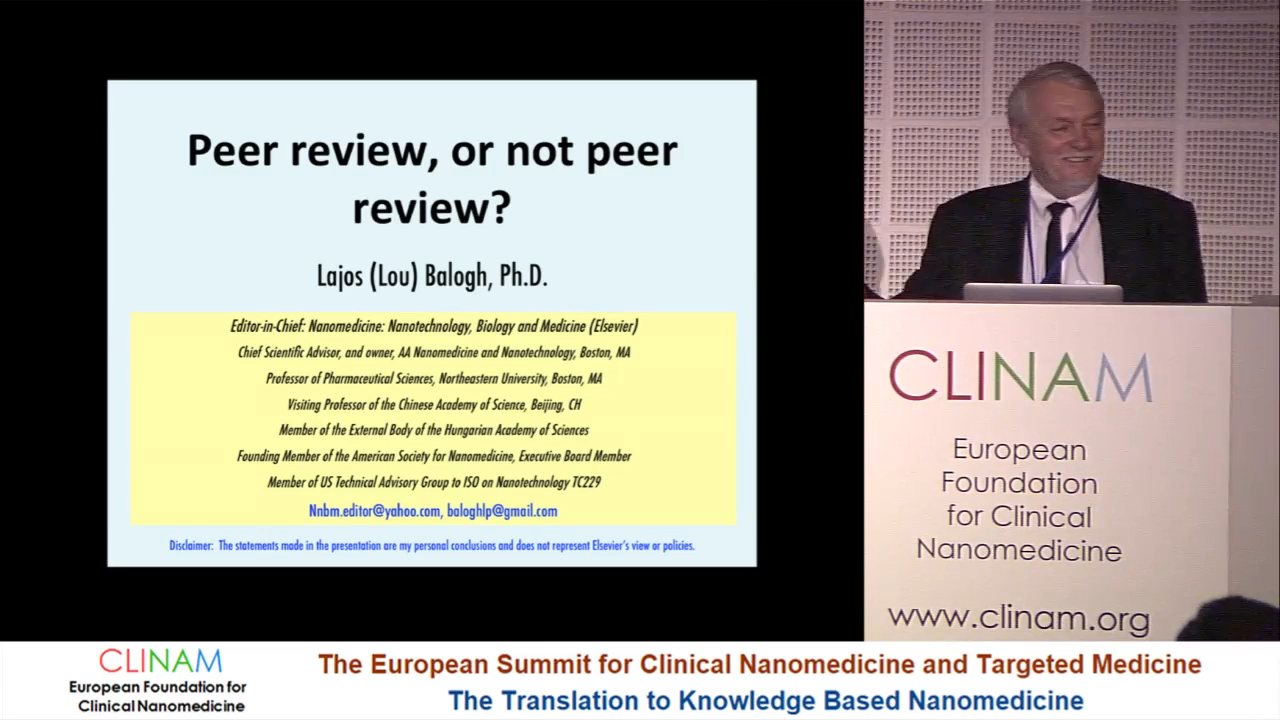 Peer review, or not peer
review?
Lajos (Lou) Balogh, Ph.D.
Editor-in-Chief: Nanomedicine: Nanotechnology, Biology and Medicine (Elsevier)
Chief Scientific Advisor, and owner, AA Nanomedicine and Nanotechnology, Boston, MA
Professor of Pharmaceutical Sciences, Northeastern University, Boston, MA
Visiting Professor of the Chinese Academy of Science, Beijing, CH
Member of the External Body of the Hungarian Academy of Sciences
Founding Member of the American Society for Nanomedicine, Executive Board Member
Member of US Technical Advisory Group to ISO on Nanotechnology TC229
Nnbm.editor@yahoo.com, baloghlp@gmail.com
Disclaimer: The statements made in the presentation are my personal conclusions and does not represent Elsevier's view or policies.
CLINAM
European
Foundation
for Clinical
Nanomedicine
www.clinam.org
CLINAM
European Foundation for
Clinical Nanomedicine
The European Summit for Clinical Nanomedicine and Targeted Medicine
The Translation to Knowledge Based Nanomedicine